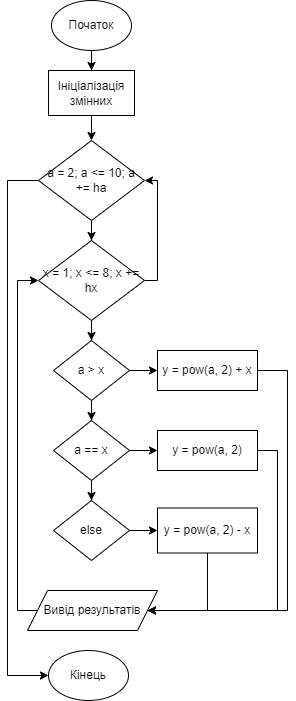 Початок
Ініціалізація
змінних
a = 2; a <= 10; a
+= ha
x = 1; x <= 8; x +=
hx
a > x
y = pow(a, 2) + x
a == x
y = pow(a, 2)
else
y = pow(a, 2) - x
Вивід результатів
Кінець